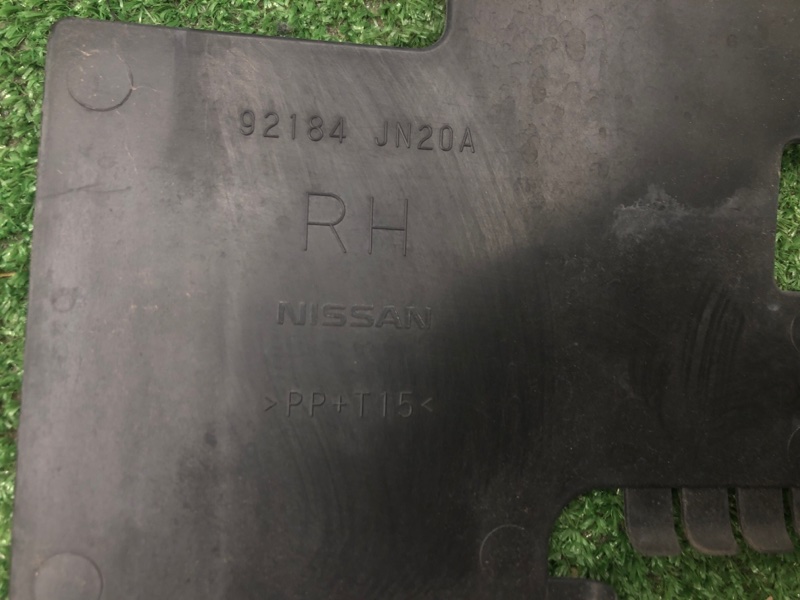 92184 JN20A
RH
NISSAN
>PP+T15<